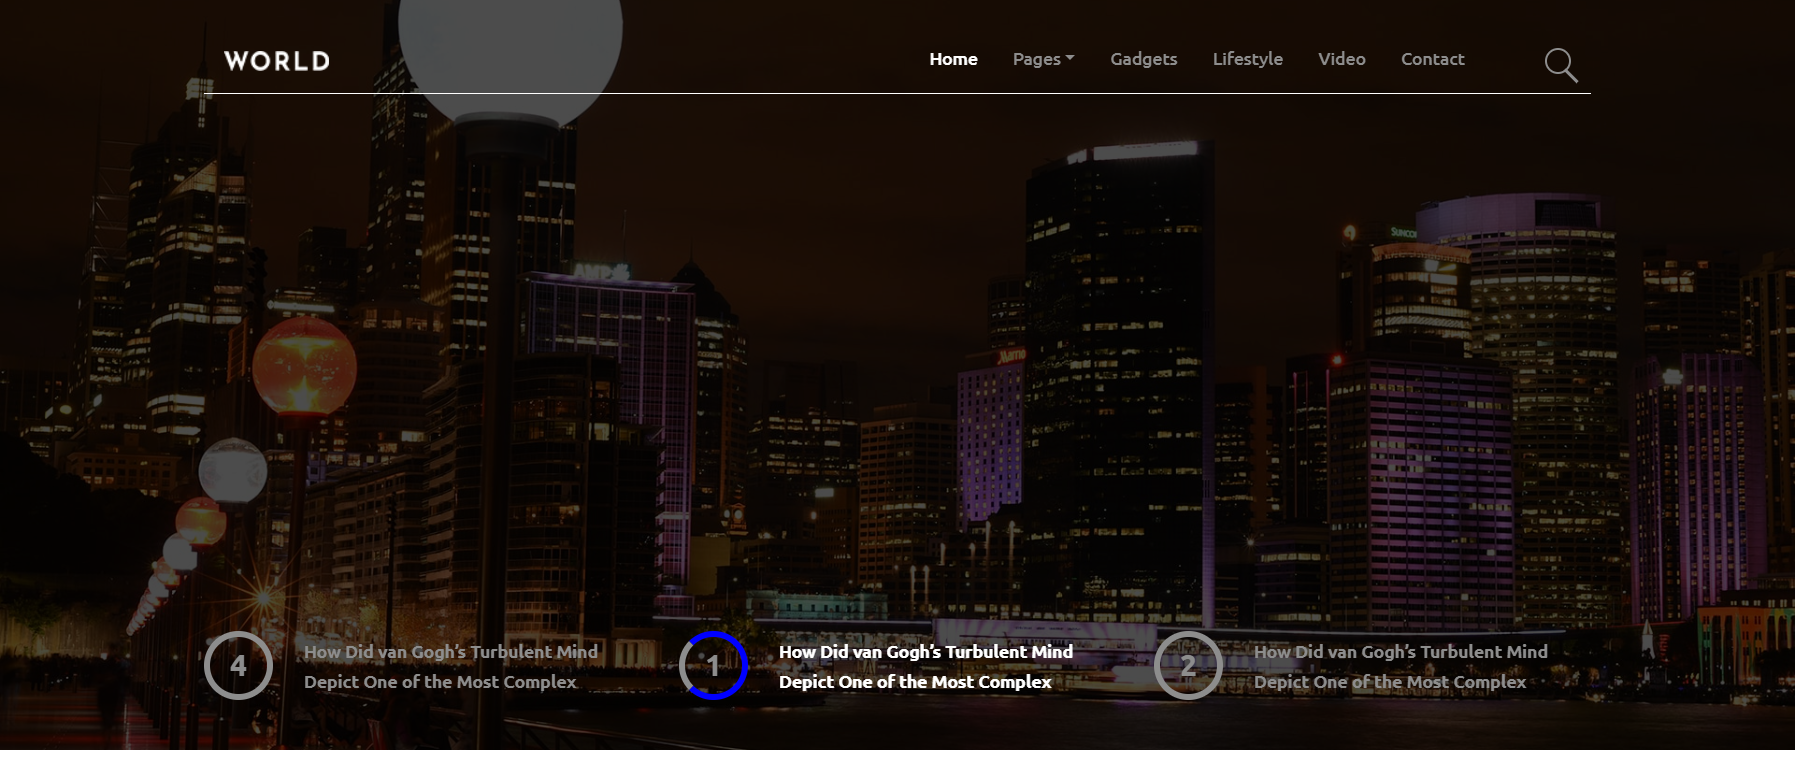 WORLD
Home Pages Gadgets Lifestyle Video Contact
AMP
SUNCO
4
How Did van Gogh's Turbulent Mind
Depict One of the Most Complex
1
How Did van Gogh's Turbulent Mind
Depict One of the Most Complex
2
How Did van Gogh's Turbulent Mind
Depict One of the Most Complex